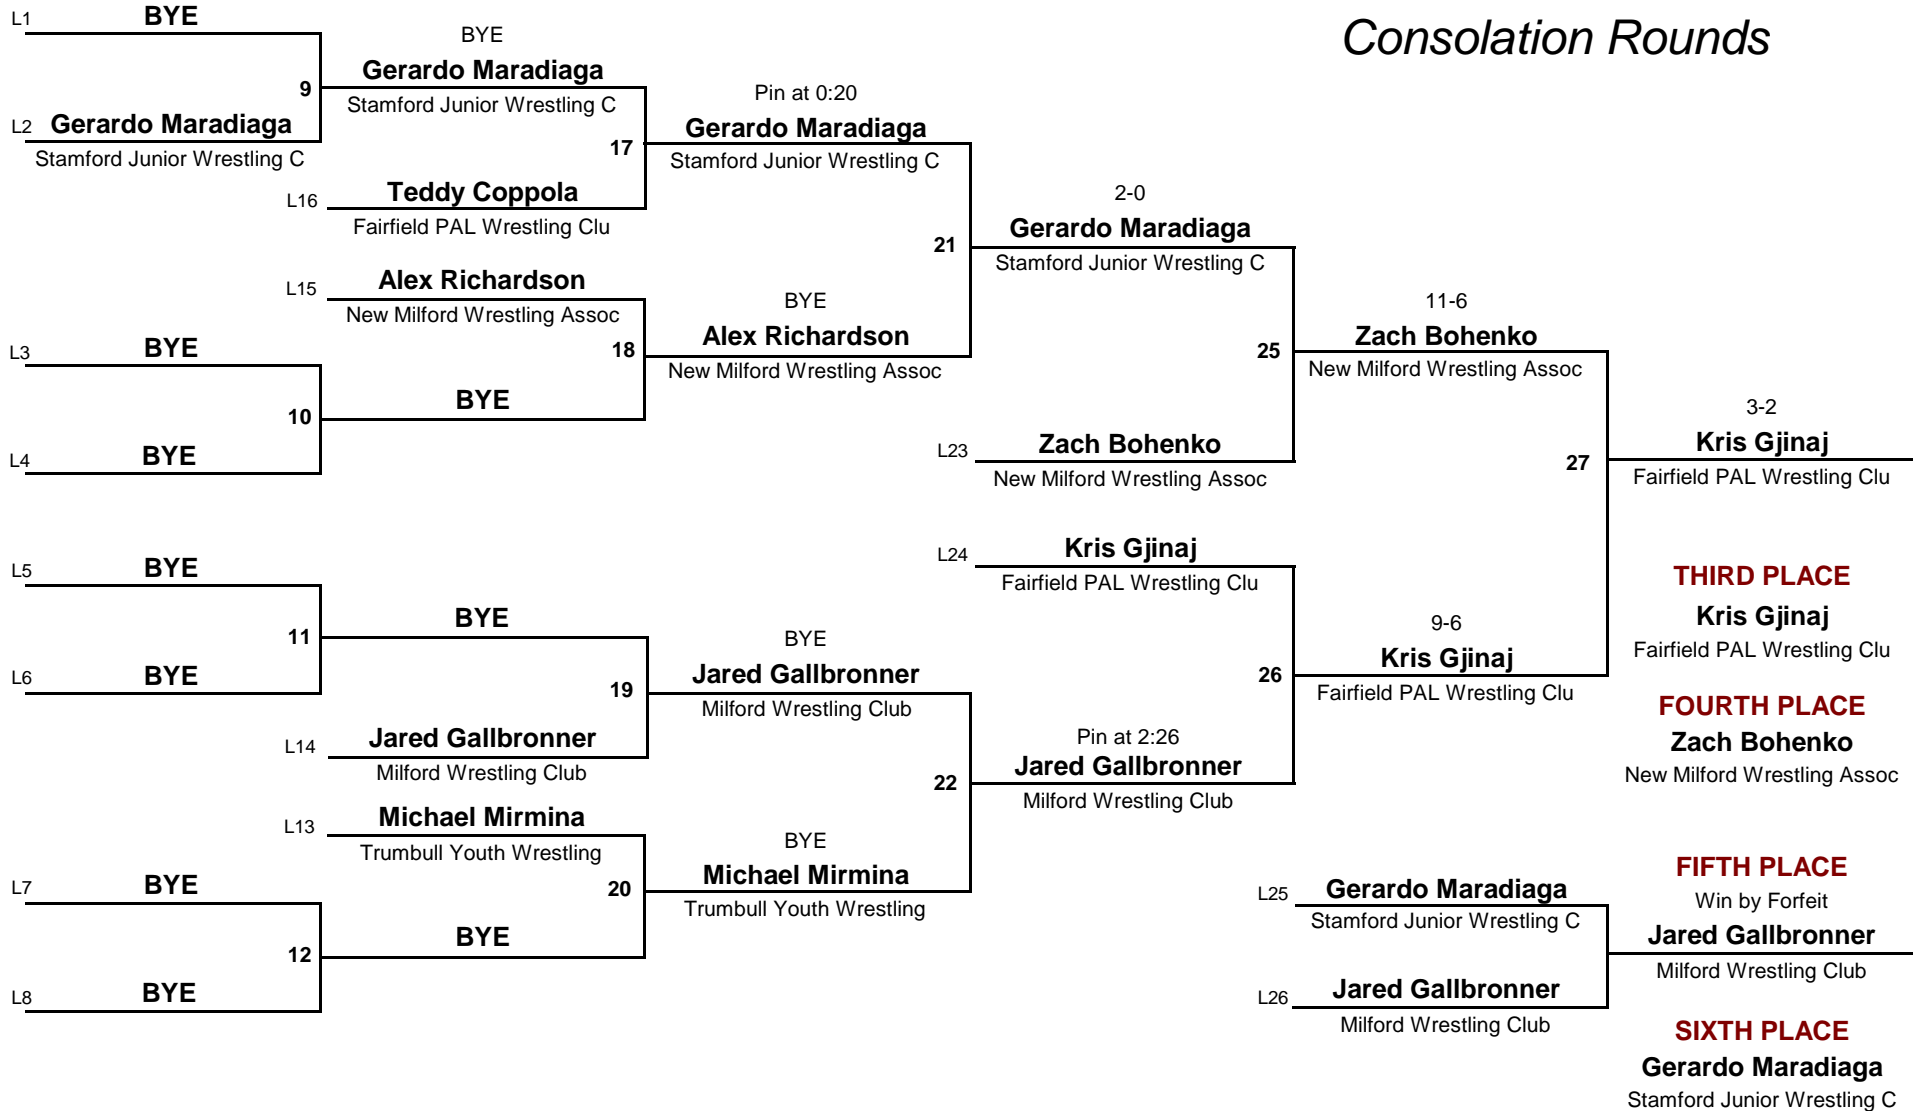 Consolation Rounds
L1
BYE
9
L2
Gerardo Maradiaga
Stamford Junior Wrestling C
BYE
Gerardo Maradiaga
Stamford Junior Wrestling C
17
L16
Teddy Coppola
Fairfield PAL Wrestling Clu
Pin at 0:20
Gerardo Maradiaga
Stamford Junior Wrestling C
21
L15
Alex Richardson
New Milford Wrestling Assoc
18
L3
BYE
10
L4
BYE
BYE
BYE
Alex Richardson
New Milford Wrestling Assoc
2-0
Gerardo Maradiaga
Stamford Junior Wrestling C
25
L23
Zach Bohenko
New Milford Wrestling Assoc
11-6
Zach Bohenko
New Milford Wrestling Assoc
27
3-2
Kris Gjinaj
Fairfield PAL Wrestling Clu
L5
BYE
11
L6
BYE
BYE
19
L14
Jared Gallbronner
Milford Wrestling Club
BYE
Jared Gallbronner
Milford Wrestling Club
22
L13
Michael Mirmina
Trumbull Youth Wrestling
20
L7
BYE
12
L8
BYE
BYE
BYE
Michael Mirmina
Trumbull Youth Wrestling
L24
Kris Gjinaj
Fairfield PAL Wrestling Clu
26
Pin at 2:26
Jared Gallbronner
Milford Wrestling Club
9-6
Kris Gjinaj
Fairfield PAL Wrestling Clu
THIRD PLACE
Kris Gjinaj
Fairfield PAL Wrestling Clu
FOURTH PLACE
Zach Bohenko
New Milford Wrestling Assoc
L25
Gerardo Maradiaga
Stamford Junior Wrestling C
L26
Jared Gallbronner
Milford Wrestling Club
FIFTH PLACE
Win by Forfeit
Jared Gallbronner
Milford Wrestling Club
SIXTH PLACE
Gerardo Maradiaga
Stamford Junior Wrestling C